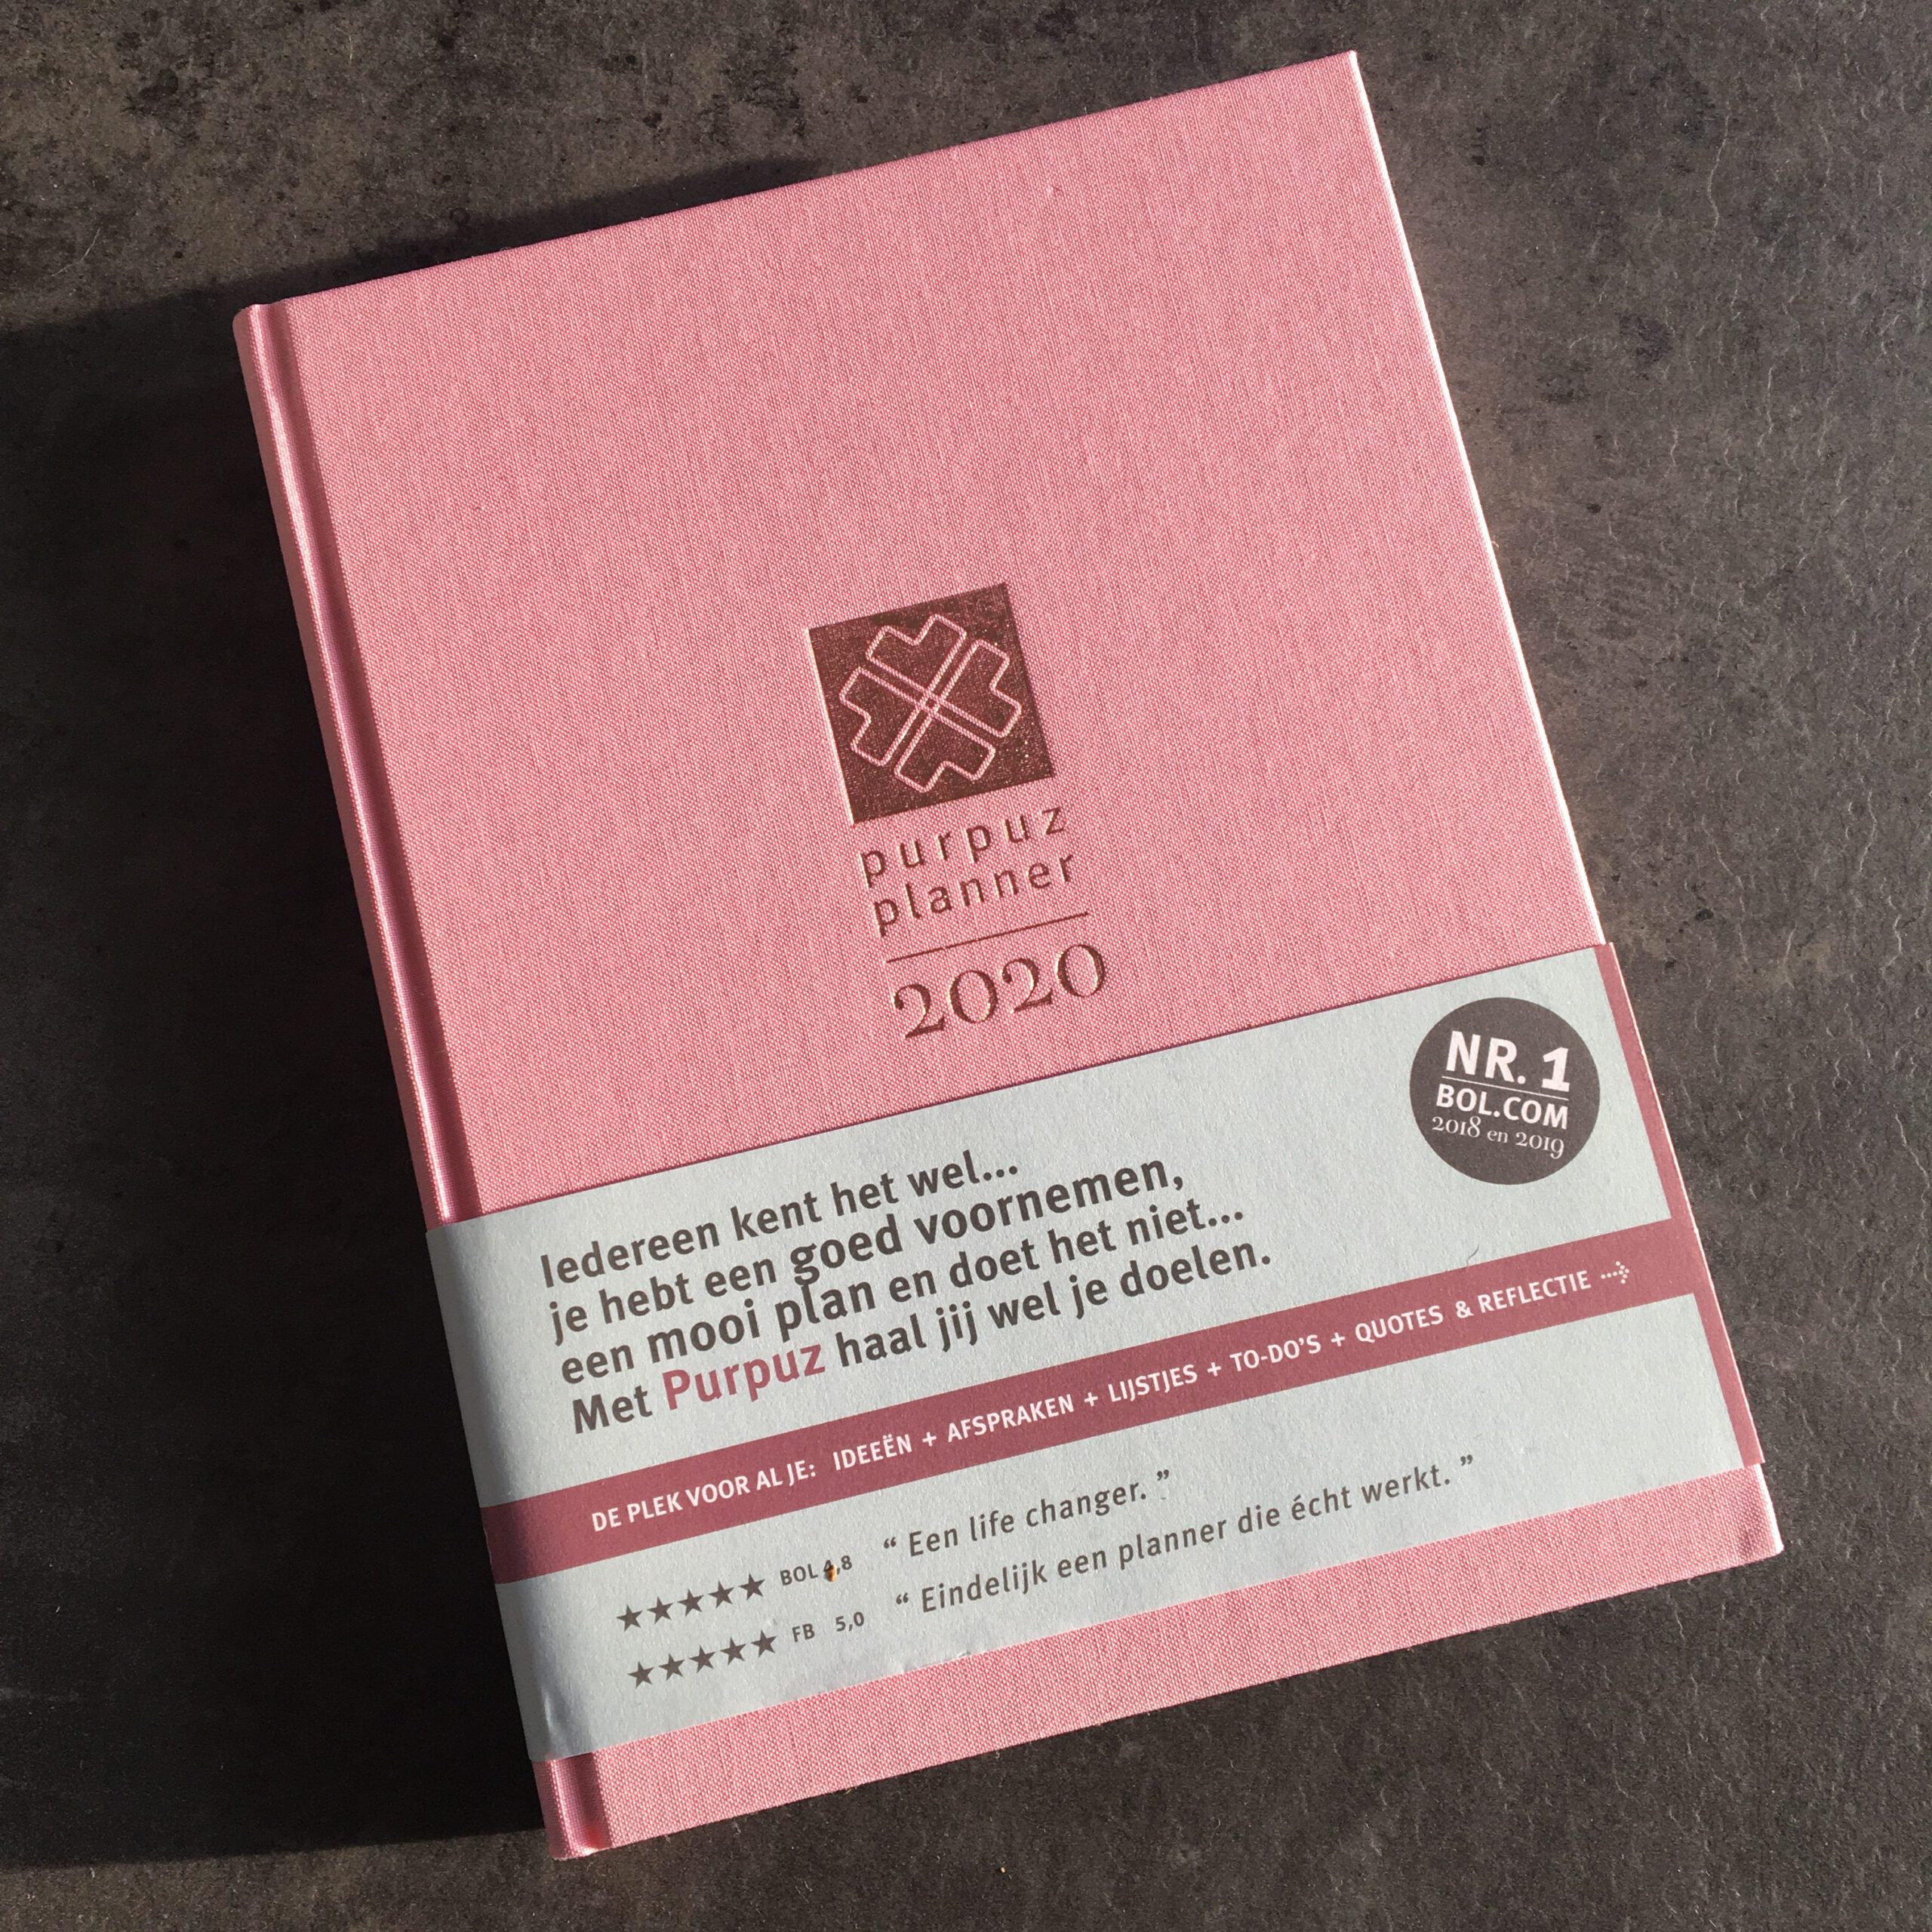 purpuz
planner
2020
NR. 1
BOL.COM
2018 en 2019
Iedereen kent het wel...
je hebt een goed voornemen,
een mooi plan en doet het niet...
Met Purpuz haal jij wel je doelen.
DE PLEK VOOR AL JE: IDEEËN + AFSPRAKEN + LIJSTJES + TO-DO'S + QUOTES & REFLECTIE
★★★★★ BOL 4,8 “ Een life changer. ”
★★★★★ FB 5,0 “ Eindelijk een planner die écht werkt. ”